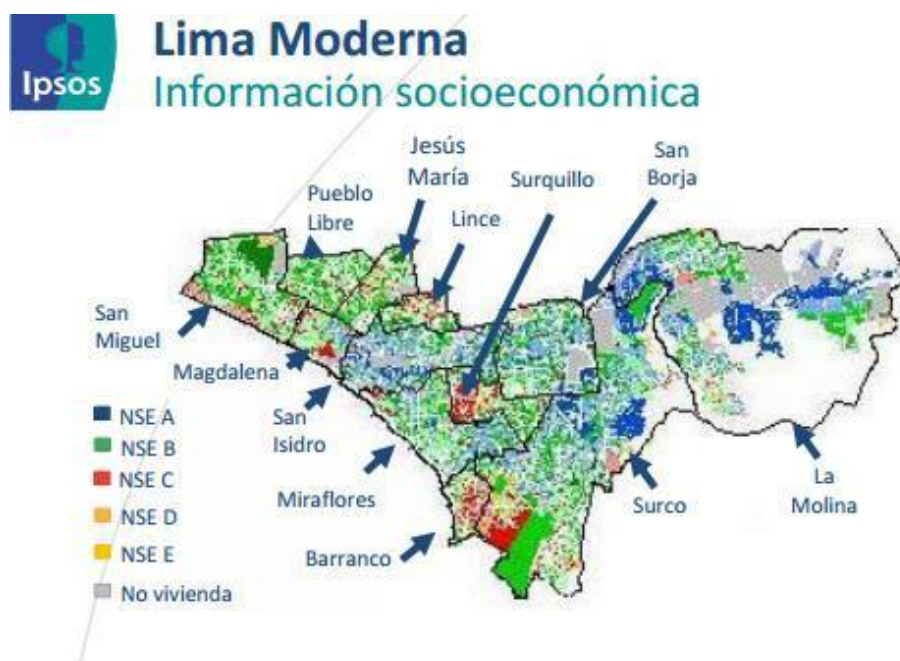 Ipsos
Lima Moderna
Información socioeconómica
Jesús
María
Surquillo
San
Borja
Pueblo
Libre
Lince
San
Miguel
Magdalena
San
Isidro
Miraflores
Barranco
Surco
La
Molina
NSE A
NSE B
NSE C
NSE D
NSE E
No vivienda